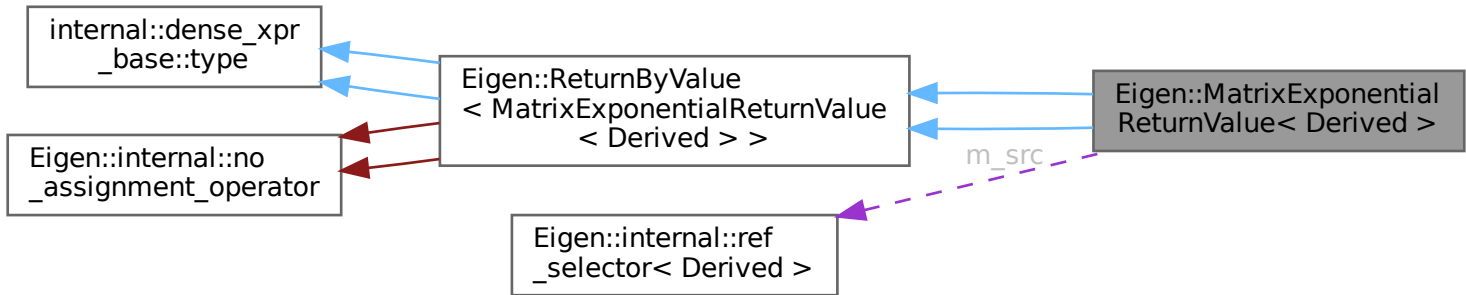 internal::dense_xpr
_base::type
Eigen::ReturnByValue
< MatrixExponentialReturnValue
< Derived > >
Eigen::MatrixExponential
ReturnValue< Derived >
Eigen::internal::no
_assignment_operator
m_src
Eigen::internal::ref
_selector< Derived >